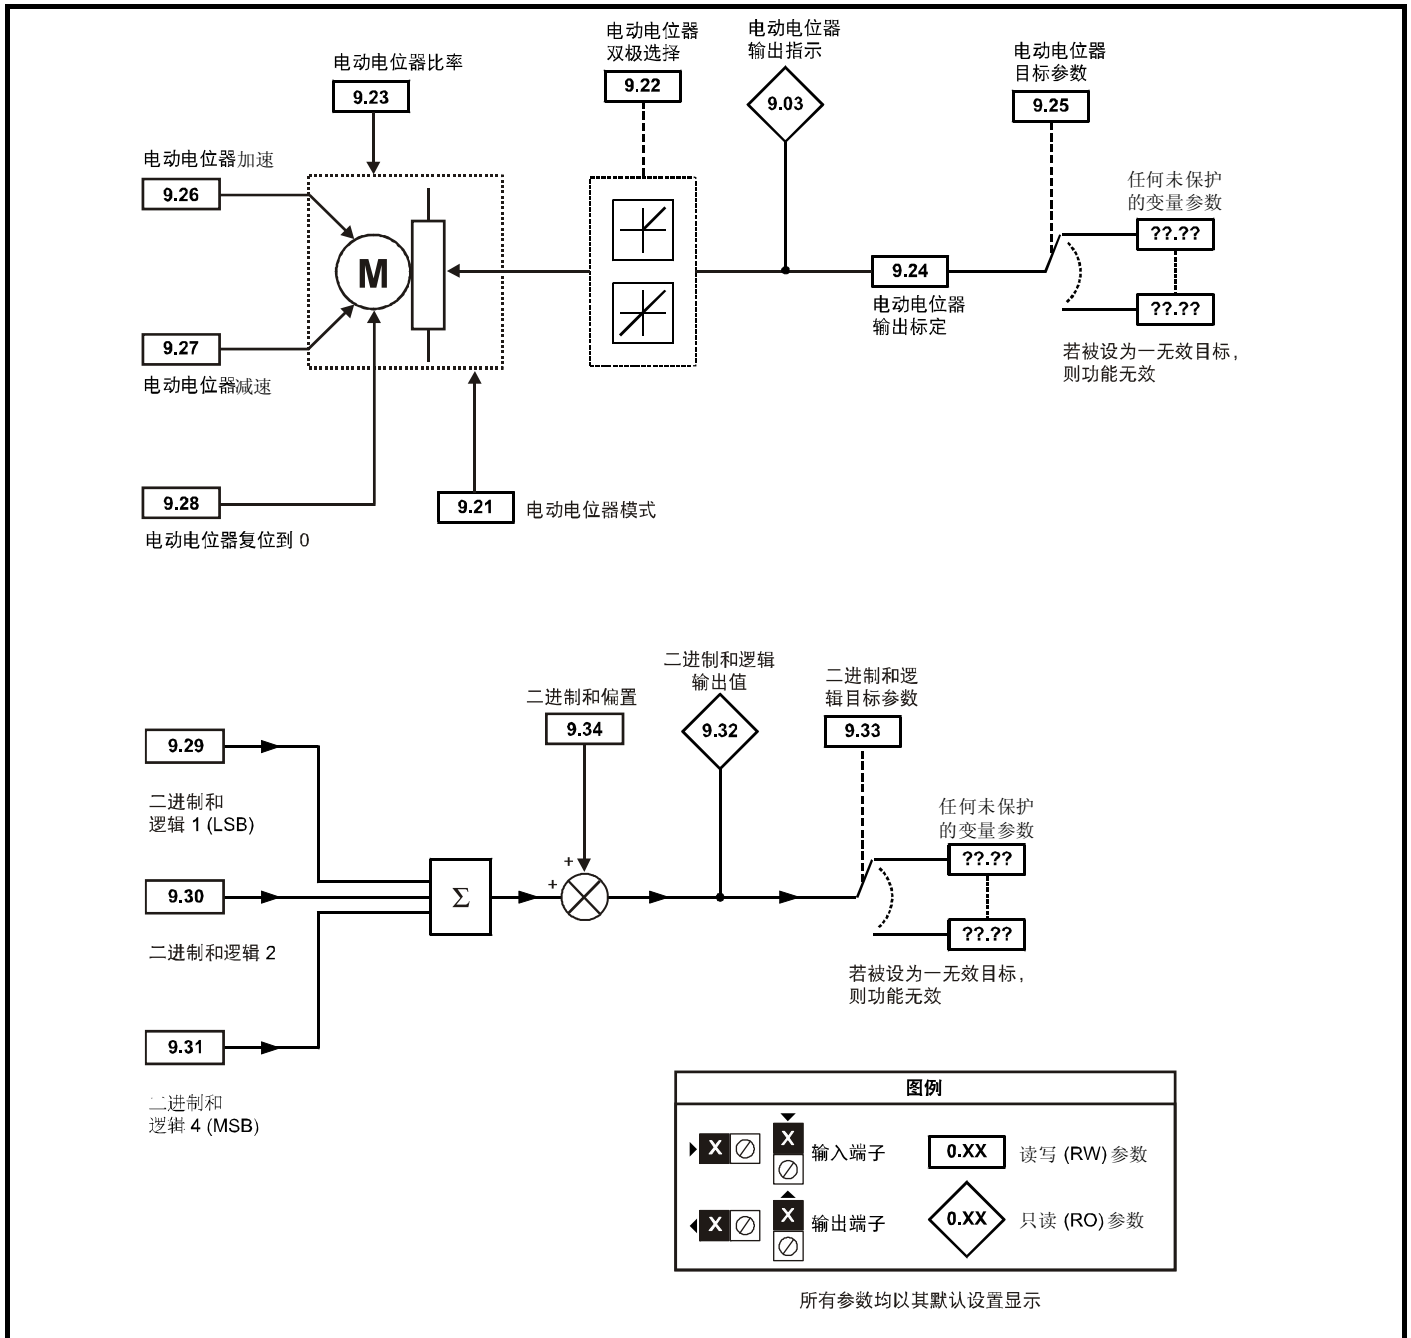 电动电位器比率
9.23
电动电位器
双极选择
9.22
电动电位器
输出指示
9.03
电动电位器
目标参数
9.25
电动电位器加速
9.26
任何未保护
的变量参数
??.??
M
9.24
电动电位器
输出标定
??.??
9.27
电动电位器减速
若被设为一无效目标，
则功能无效
9.28
电动电位器复位到 0
9.21
电动电位器模式
二进制和偏置
9.34
二进制和逻辑
输出值
9.32
二进制和逻
辑目标参数
9.33
9.29
二进制和
逻辑 1 (LSB)
任何未保护
的变量参数
??.??
+
+
9.30
Σ
二进制和逻辑 2
??.??
若被设为一无效目标，
则功能无效
9.31
二进制和
逻辑 4 (MSB)
图例
X
X
输入端子
0.XX
读写 (RW) 参数
X
X
输出端子
0.XX
只读 (RO) 参数
所有参数均以其默认设置显示